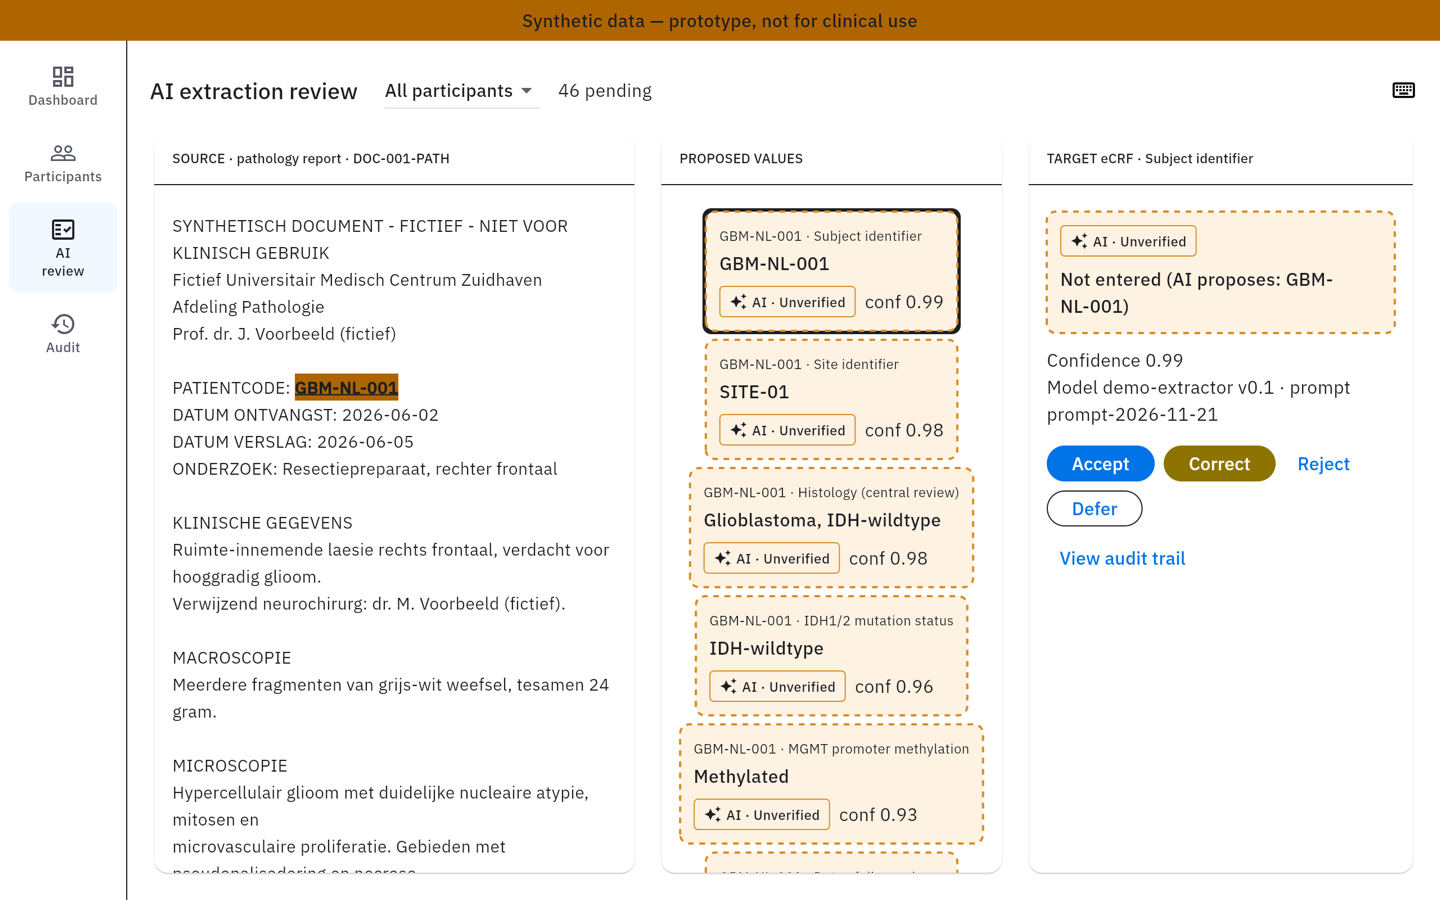 Synthetic data — prototype, not for clinical use
Dashboard
Participants
AI
review
Audit
AI extraction review
All participants
46 pending
SOURCE · pathology report · DOC-001-PATH
SYNTHETISCH DOCUMENT - FICTIEF - NIET VOOR
KLINISCH GEBRUIK
Fictief Universitair Medisch Centrum Zuidhaven
Afdeling Pathologie
Prof. dr. J. Voorbeeld (fictief)
PATIENTCODE: GBM-NL-001
DATUM ONTVANGST: 2026-06-02
DATUM VERSLAG: 2026-06-05
ONDERZOEK: Resectiepreparaat, rechter frontaal
KLINISCHE GEGEVENS
Ruimte-innemende laesie rechts frontaal, verdacht voor
hooggradig glioom.
Verwijzend neurochirurg: dr. M. Voorbeeld (fictief).
MACROSCOPIE
Meerdere fragmenten van grijs-wit weefsel, tesamen 24
gram.
MICROSCOPIE
Hypercellulair glioom met duidelijke nucleaire atypie,
mitosen en
microvasculaire proliferatie. Gebieden met
PROPOSED VALUES
GBM-NL-001 · Subject identifier
GBM-NL-001
AI · Unverified conf 0.99
GBM-NL-001 · Site identifier
SITE-01
AI · Unverified conf 0.98
GBM-NL-001 · Histology (central review)
Glioblastoma, IDH-wildtype
AI · Unverified conf 0.98
GBM-NL-001 · IDH1/2 mutation status
IDH-wildtype
AI · Unverified conf 0.96
GBM-NL-001 · MGMT promoter methylation
Methylated
AI · Unverified conf 0.93
TARGET eCRF · Subject identifier
AI · Unverified
Not entered (AI proposes: GBM-
NL-001)
Confidence 0.99
Model demo-extractor v0.1 · prompt
prompt-2026-11-21
Accept
Correct
Reject
Defer
View audit trail